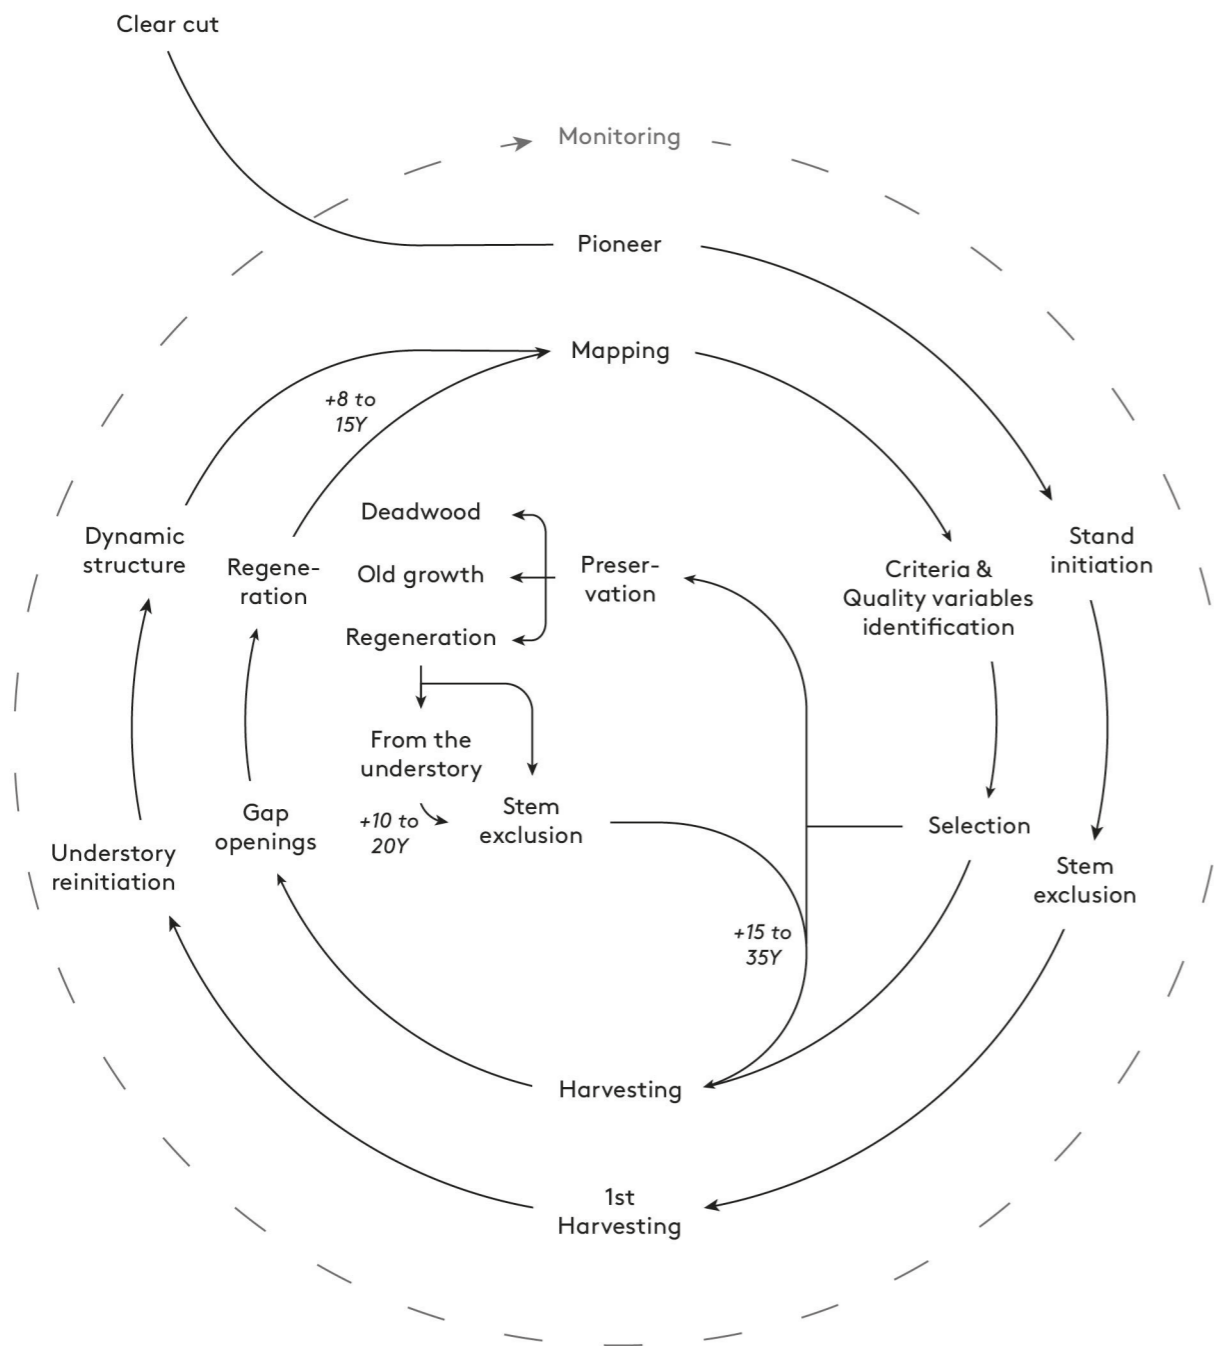 Clear cut
Monitoring
Pioneer
Mapping
+8 to
15Y
Dynamic
structure
Regene-
ration
Deadwood
Old growth
Regeneration
Preser-
vation
Criteria &
Quality variables
identification
Stand
initiation
From the
understory
+10 to
20Y
Stem
exclusion
Gap
openings
Understory
reinitiation
Selection
Stem
exclusion
+15 to
35Y
Harvesting
1st
Harvesting